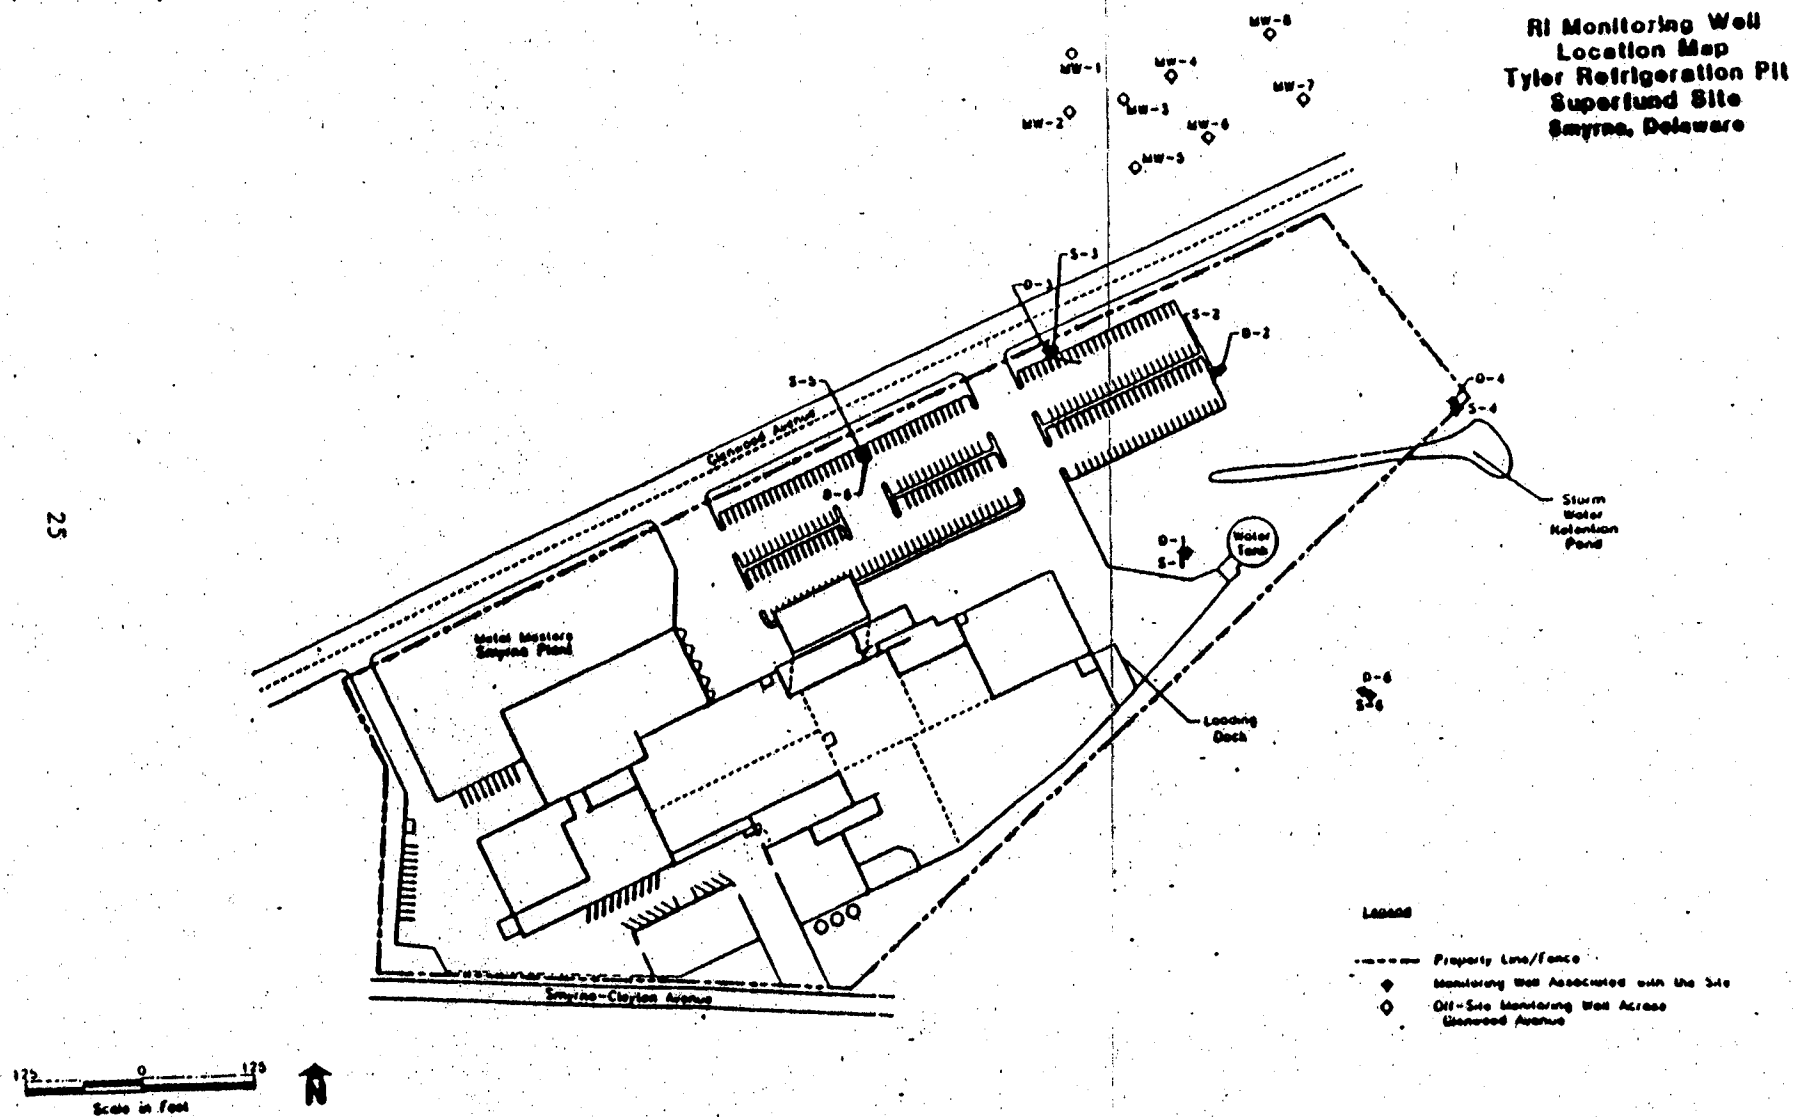 RI Monitoring Well
Location Map
Tyler Refrigeration Pit
Superfund Site
Smyrna, Delaware
MW-8
MW-1
MW-4
MW-7
MW-3
MW-2
MW-6
MW-5
S-3
D-3
S-2
D-2
S-5
D-4
S-4
Glenwood Avenue
25
Storm
Water
Retention
Pond
D-1
S-1
Water
Tank
Metal Masters
Smyrna Plant
D-6
S-6
Loading
Dock
Legend
Property Line/Fence
Monitoring Well Associated with the Site
Off-Site Monitoring Well Across
Glenwood Avenue
Smyrna-Clayton Avenue
125 0 125
Scale in Feet
N